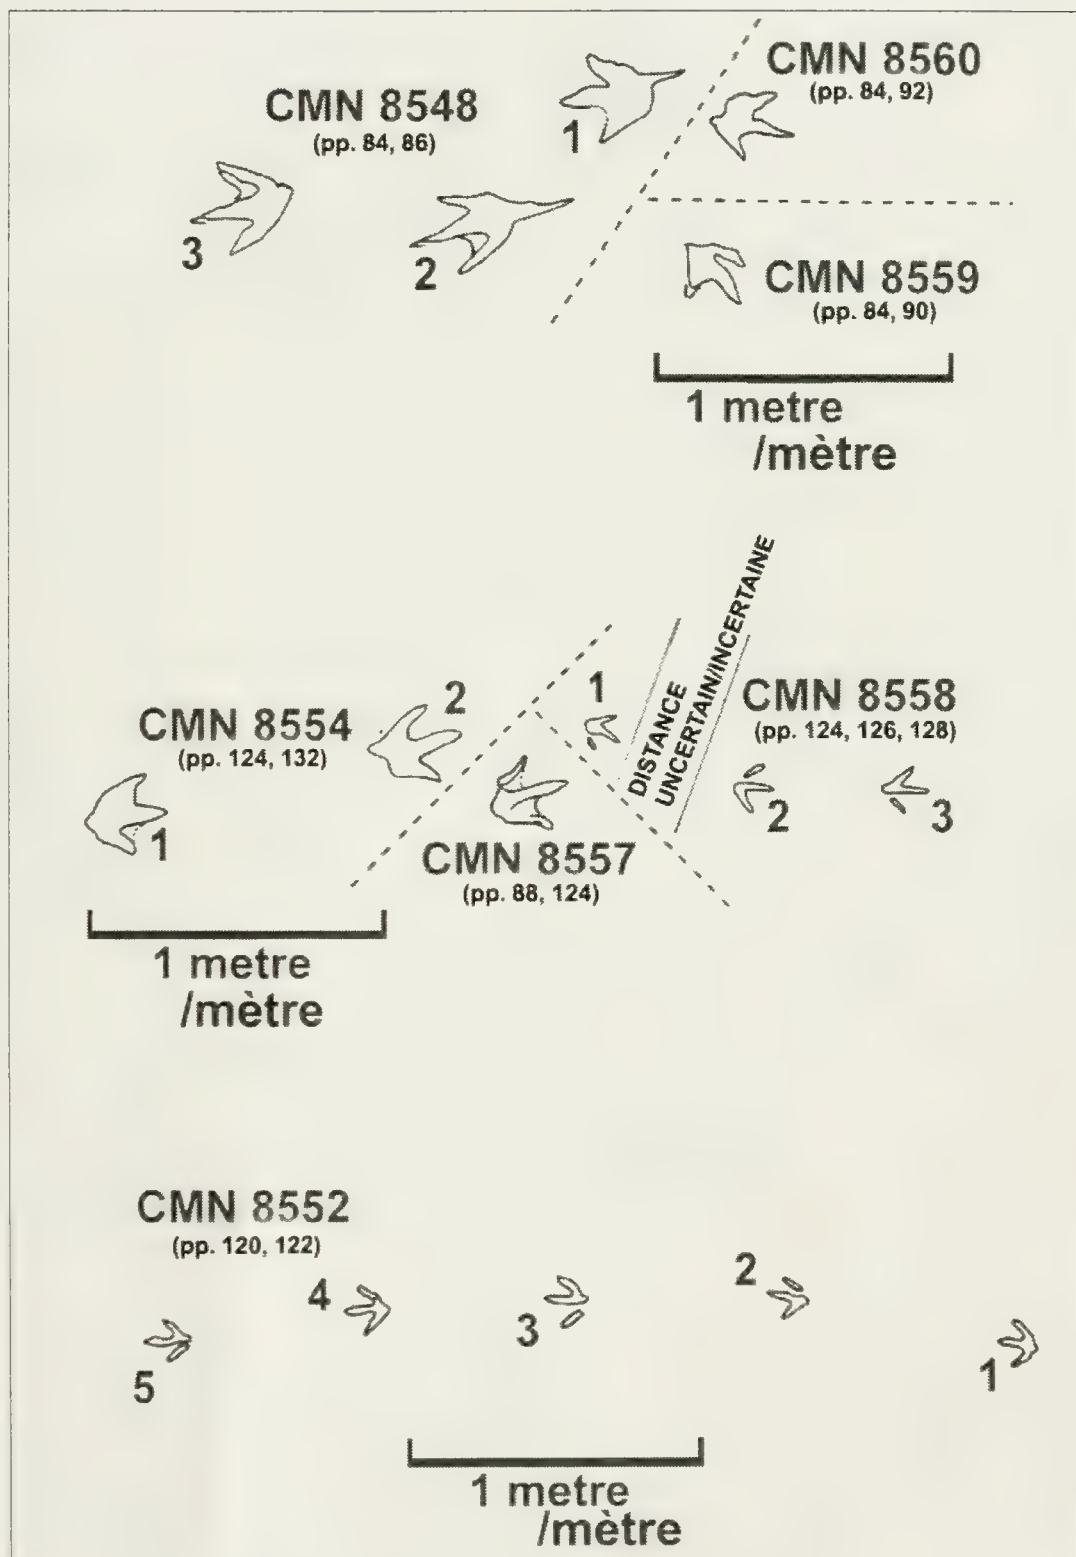 CMN 8560
(pp. 84, 92)
CMN 8548
(pp. 84, 86)
1
3
2
CMN 8559
(pp. 84, 90)
1 metre
/mètre
DISTANCE
UNCERTAIN/INCERTAINE
2
1
CMN 8554
(pp. 124, 132)
CMN 8558
(pp. 124, 126, 128)
1
2
3
CMN 8557
(pp. 88, 124)
1 metre
/mètre
CMN 8552
(pp. 120, 122)
4
2
3
5
1
1 metre
/mètre